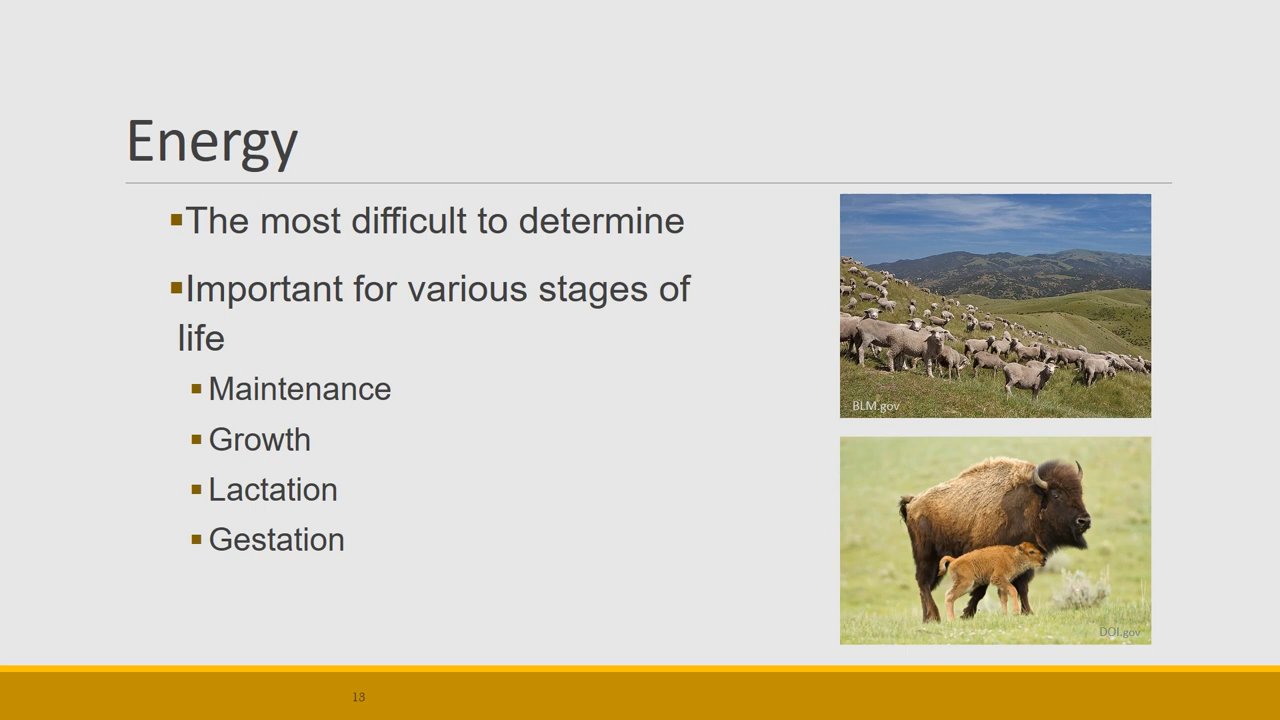 Energy
▪The most difficult to determine
▪Important for various stages of
life
▪Maintenance
▪Growth
▪Lactation
▪Gestation
BLM.gov
DOI.gov
13